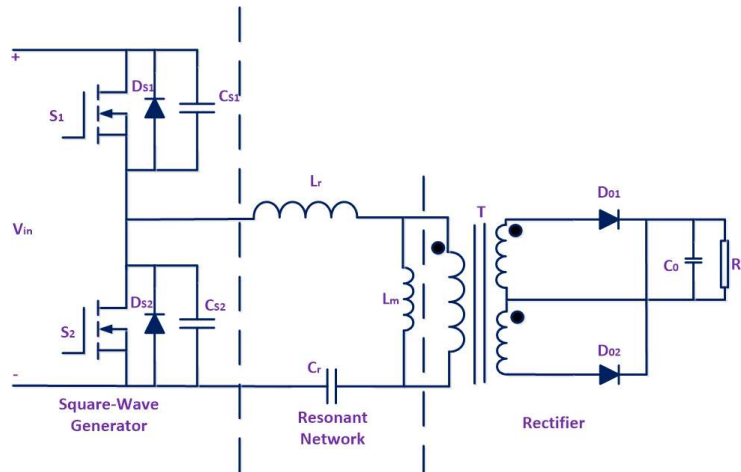 +
S1
DS1
CS1
Lr
Vin
T
D01
C0
R
Lm
S2
DS2
CS2
Cr
D02
-
Square-Wave
Generator
Resonant
Network
Rectifier